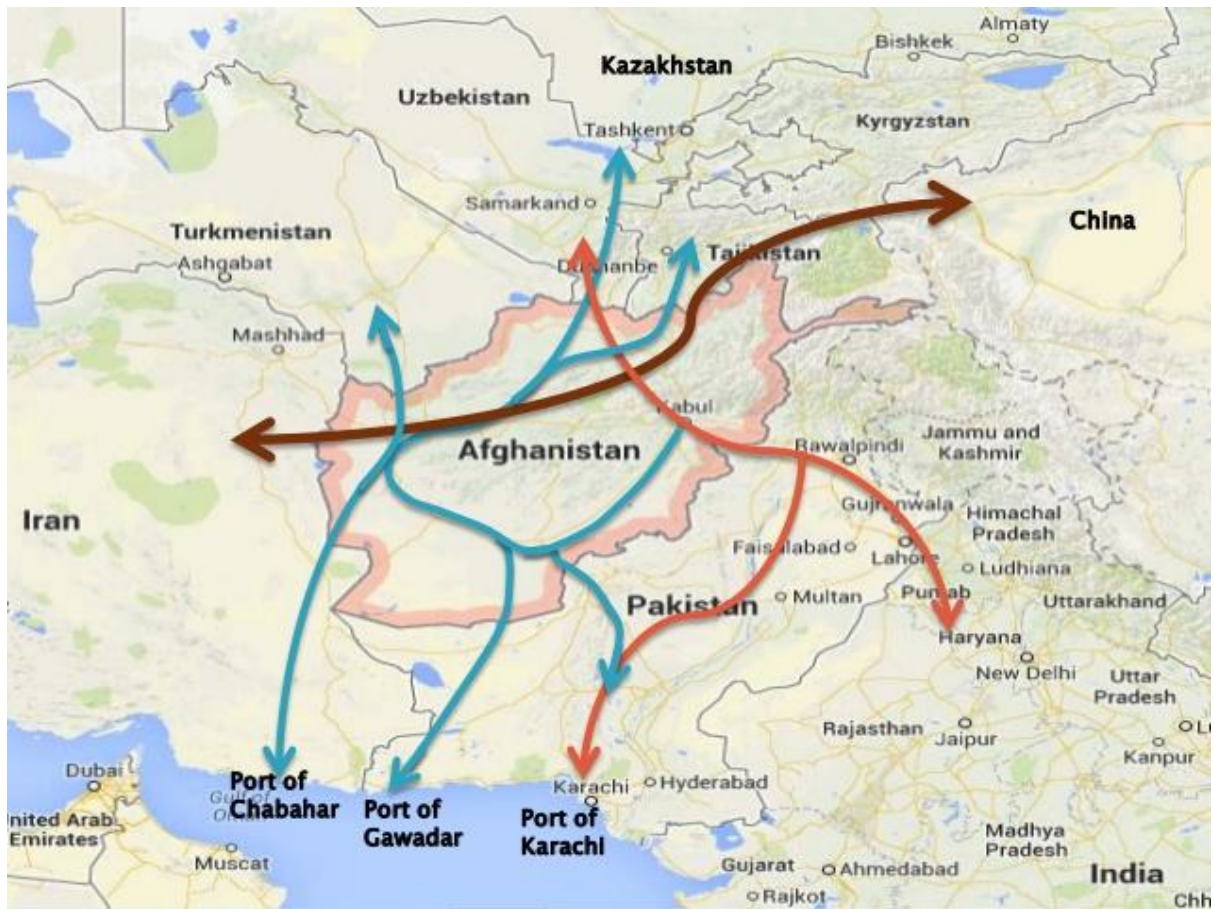 Almaty
Bishkek
Kazakhstan
Uzbekistan
Kyrgyzstan
Tashkent
Samarkand
China
Turkmenistan
Tajikistan
Ashgabat
Mashhad
Kabul
Afghanistan
Rawalpindi
Jammu and
Kashmir
Iran
Gujranwala
Himachal
Pradesh
Faisalabad
Lahore
Ludhiana
Pakistan
Multan
Punjab
Uttarakhand
Haryana
New Delhi
Uttar
Pradesh
Rajasthan
Jaipur
Kanpur
Dubai
Port of
Chabahar
Gulf of
Port of
Gawadar
Karachi
Hyderabad
Port of
Karachi
United Arab
Emirates
Muscat
Madhya
Pradesh
Gujarat
Ahmedabad
India
Rajkot